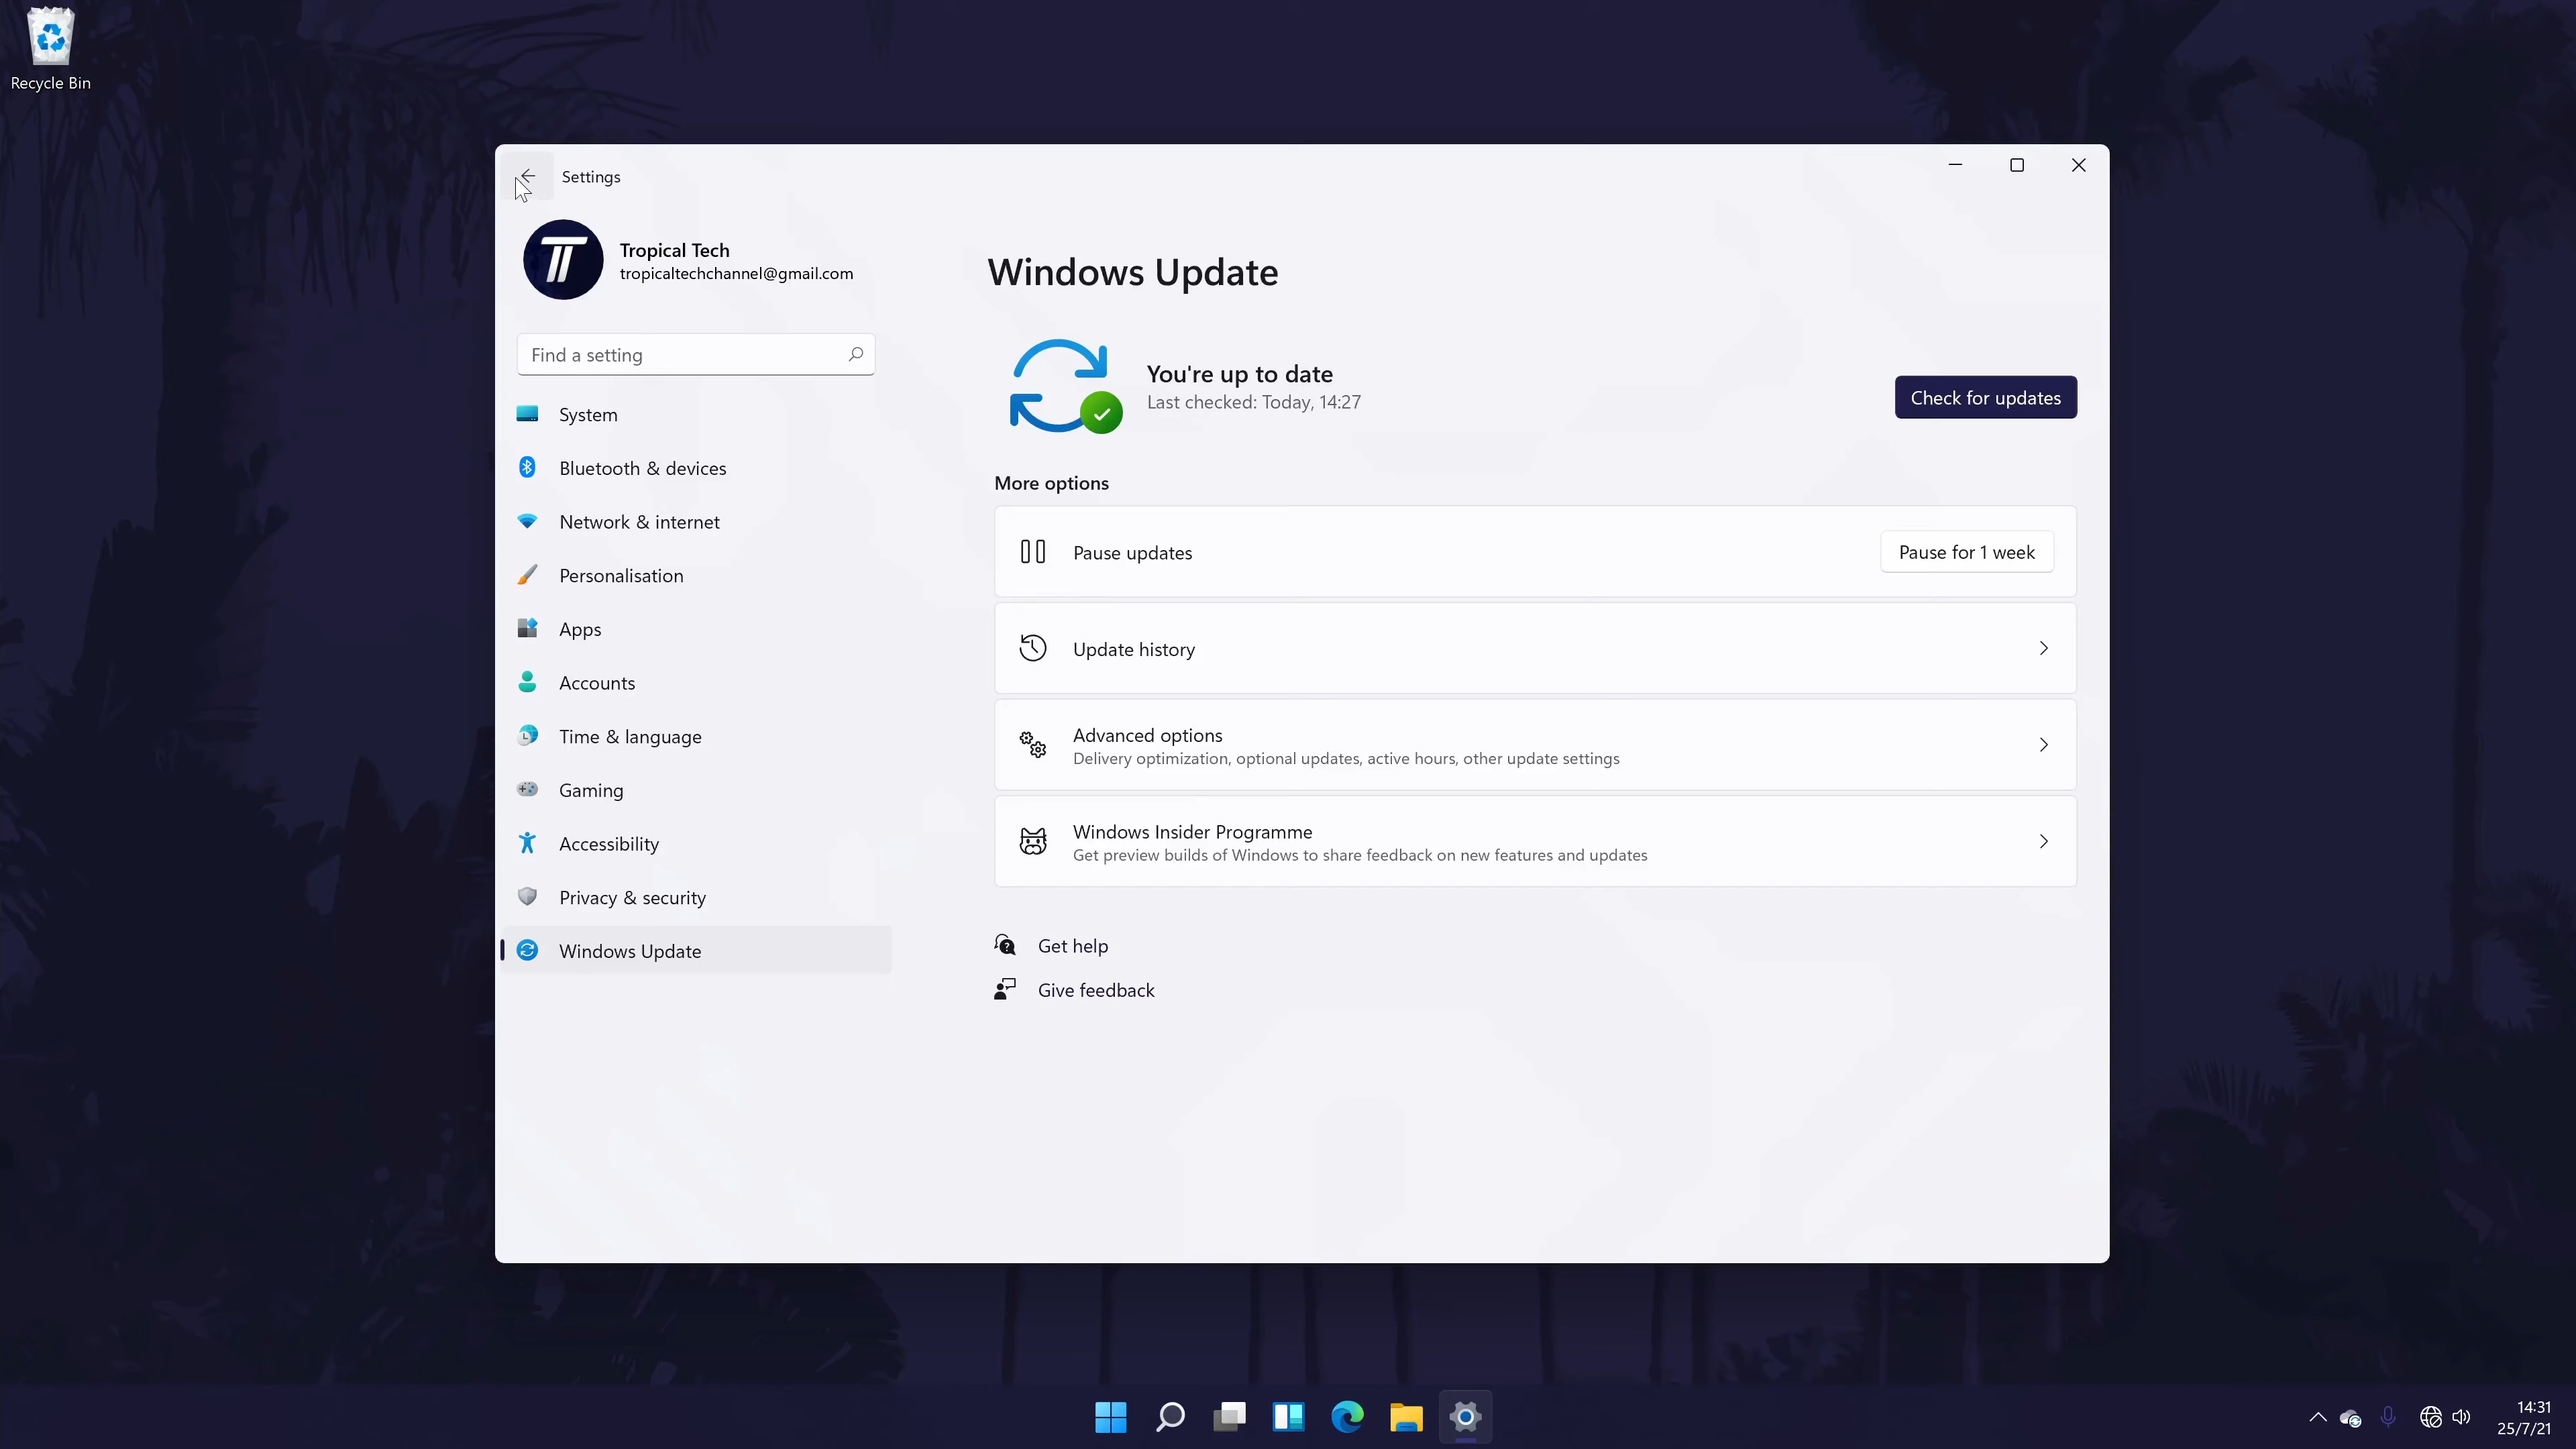 Recycle Bin
Settings
Tropical Tech
tropicaltechchannel@gmail.com
Find a setting
System
Bluetooth & devices
Network & internet
Personalisation
Apps
Accounts
Time & language
Gaming
Accessibility
Privacy & security
Windows Update
Windows Update
You're up to date
Last checked: Today, 14:27
Check for updates
More options
Pause updates
Pause for 1 week
Update history
Advanced options
Delivery optimization, optional updates, active hours, other update settings
Windows Insider Programme
Get preview builds of Windows to share feedback on new features and updates
Get help
Give feedback
14:31
25/7/21